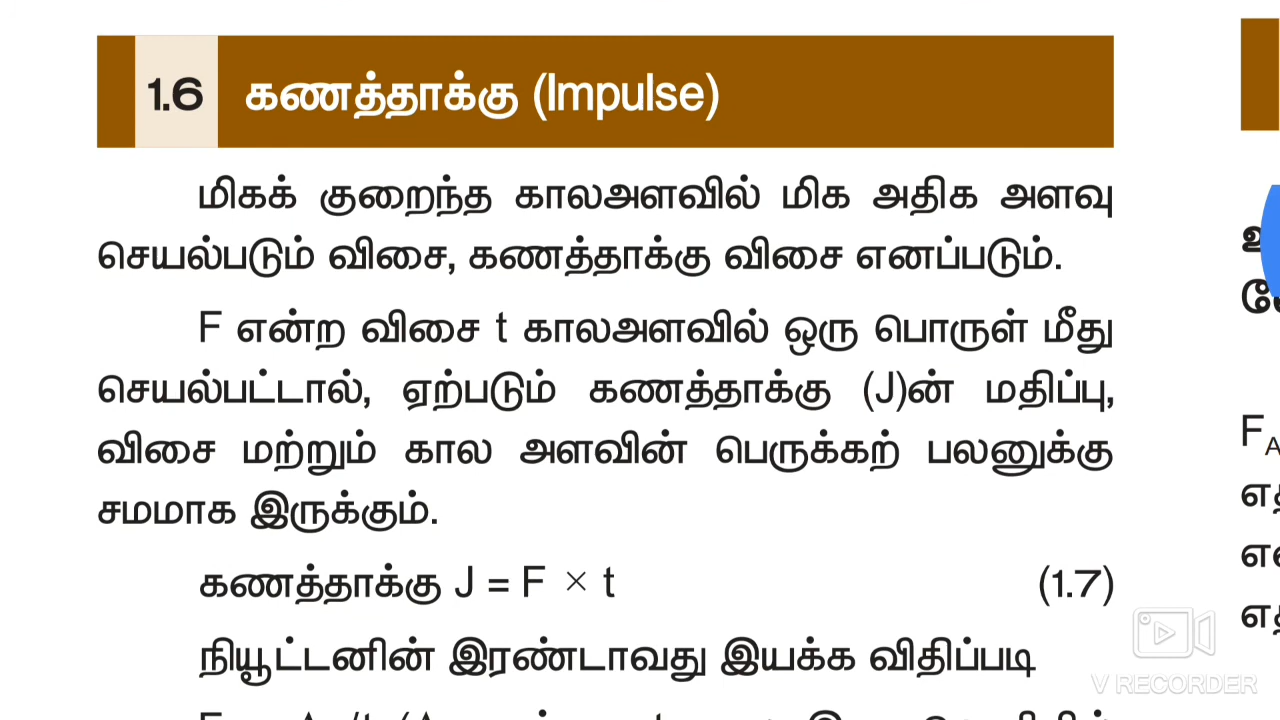 1.6 கணத்தாக்கு (Impulse)
மிகக் குறைந்த காலஅளவில் மிக அதிக அளவு
செயல்படும் விசை, கணத்தாக்கு விசை எனப்படும்.
F என்ற விசை t காலஅளவில் ஒரு பொருள் மீது
செயல்பட்டால், ஏற்படும் கணத்தாக்கு (J)ன் மதிப்பு,
விசை மற்றும் கால அளவின் பெருக்கற் பலனுக்கு
சமமாக இருக்கும்.
கணத்தாக்கு J = F × t (1.7)
நியூட்டனின் இரண்டாவது இயக்க விதிப்படி
F
A
V RECORDER